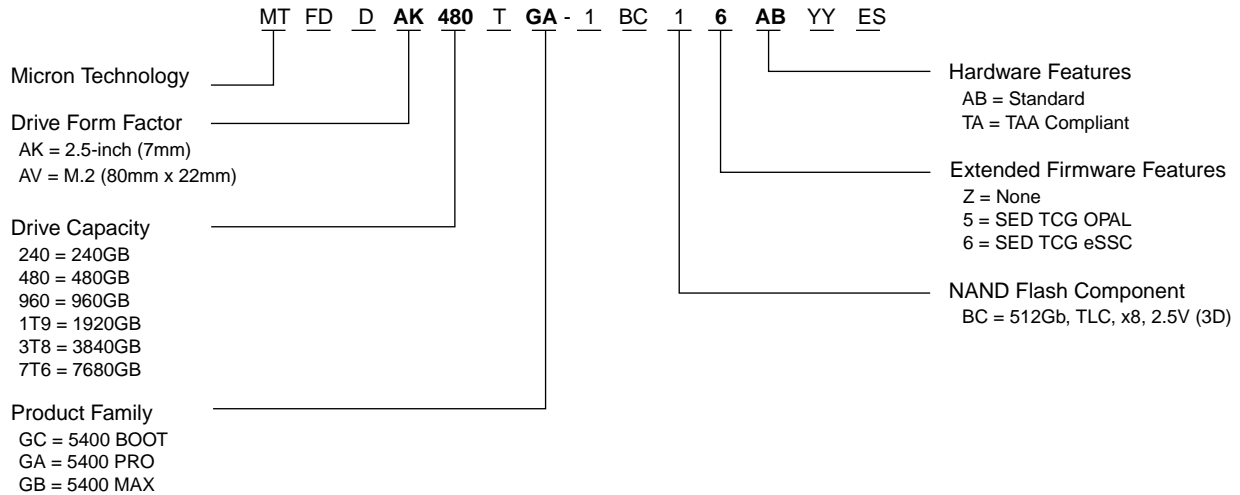 MT FD D AK 480 T GA - 1 BC 1 6 AB YY ES
Micron Technology
Drive Form Factor
AK = 2.5-inch (7mm)
AV = M.2 (80mm x 22mm)
Drive Capacity
240 = 240GB
480 = 480GB
960 = 960GB
1T9 = 1920GB
3T8 = 3840GB
7T6 = 7680GB
Product Family
GC = 5400 BOOT
GA = 5400 PRO
GB = 5400 MAX
Hardware Features
AB = Standard
TA = TAA Compliant
Extended Firmware Features
Z = None
5 = SED TCG OPAL
6 = SED TCG eSSC
NAND Flash Component
BC = 512Gb, TLC, x8, 2.5V (3D)